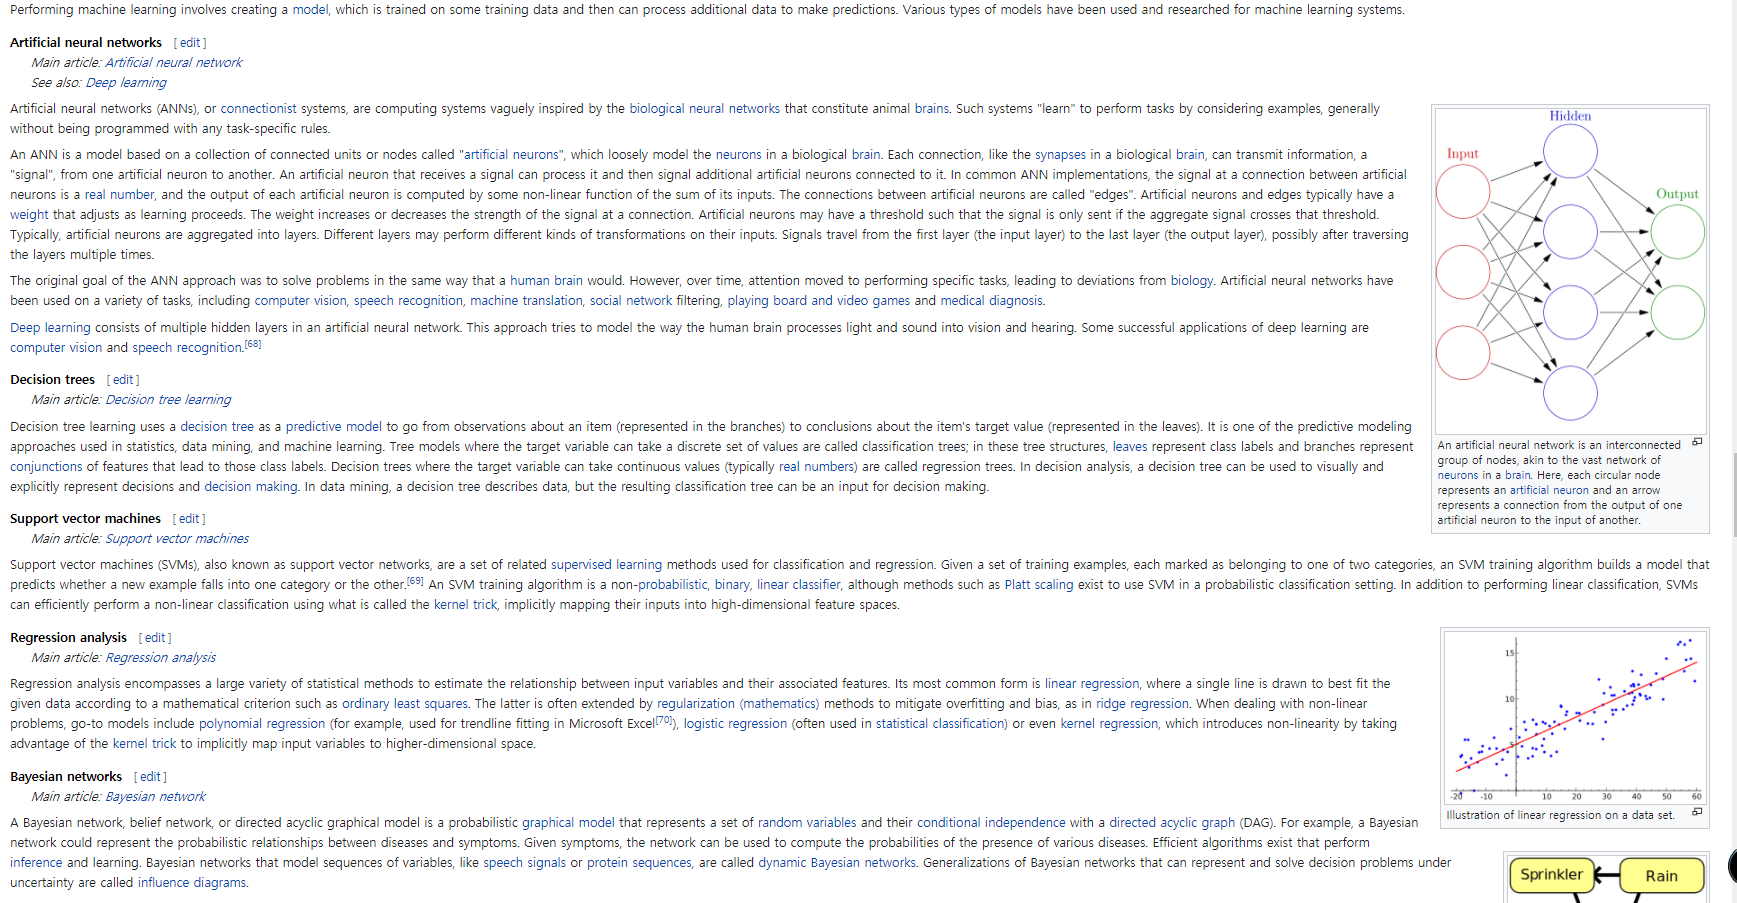 Performing machine learning involves creating a model, which is trained on some training data and then can process additional data to make predictions. Various types of models have been used and researched for machine learning systems.
Artificial neural networks [edit]
Main article: Artificial neural network
See also: Deep learning
Artificial neural networks (ANNs), or connectionist systems, are computing systems vaguely inspired by the biological neural networks that constitute animal brains. Such systems "learn" to perform tasks by considering examples, generally
without being programmed with any task-specific rules.
An ANN is a model based on a collection of connected units or nodes called "artificial neurons", which loosely model the neurons in a biological brain. Each connection, like the synapses in a biological brain, can transmit information, a
"signal", from one artificial neuron to another. An artificial neuron that receives a signal can process it and then signal additional artificial neurons connected to it. In common ANN implementations, the signal at a connection between artificial
neurons is a real number, and the output of each artificial neuron is computed by some non-linear function of the sum of its inputs. The connections between artificial neurons are called "edges". Artificial neurons and edges typically have a
weight that adjusts as learning proceeds. The weight increases or decreases the strength of the signal at a connection. Artificial neurons may have a threshold such that the signal is only sent if the aggregate signal crosses that threshold.
Typically, artificial neurons are aggregated into layers. Different layers may perform different kinds of transformations on their inputs. Signals travel from the first layer (the input layer) to the last layer (the output layer), possibly after traversing
the layers multiple times.
The original goal of the ANN approach was to solve problems in the same way that a human brain would. However, over time, attention moved to performing specific tasks, leading to deviations from biology. Artificial neural networks have
been used on a variety of tasks, including computer vision, speech recognition, machine translation, social network filtering, playing board and video games and medical diagnosis.
Deep learning consists of multiple hidden layers in an artificial neural network. This approach tries to model the way the human brain processes light and sound into vision and hearing. Some successful applications of deep learning are
computer vision and speech recognition.[68]
Hidden
Input
Output
An artificial neural network is an interconnected
group of nodes, akin to the vast network of
neurons in a brain. Here, each circular node
represents an artificial neuron and an arrow
represents a connection from the output of one
artificial neuron to the input of another.
Decision trees [edit]
Main article: Decision tree learning
Decision tree learning uses a decision tree as a predictive model to go from observations about an item (represented in the branches) to conclusions about the item's target value (represented in the leaves). It is one of the predictive modeling
approaches used in statistics, data mining, and machine learning. Tree models where the target variable can take a discrete set of values are called classification trees; in these tree structures, leaves represent class labels and branches represent
conjunctions of features that lead to those class labels. Decision trees where the target variable can take continuous values (typically real numbers) are called regression trees. In decision analysis, a decision tree can be used to visually and
explicitly represent decisions and decision making. In data mining, a decision tree describes data, but the resulting classification tree can be an input for decision making.
Support vector machines [edit]
Main article: Support vector machines
Support vector machines (SVMs), also known as support vector networks, are a set of related supervised learning methods used for classification and regression. Given a set of training examples, each marked as belonging to one of two categories, an SVM training algorithm builds a model that
predicts whether a new example falls into one category or the other.[69] An SVM training algorithm is a non-probabilistic, binary, linear classifier, although methods such as Platt scaling exist to use SVM in a probabilistic classification setting. In addition to performing linear classification, SVMs
can efficiently perform a non-linear classification using what is called the kernel trick, implicitly mapping their inputs into high-dimensional feature spaces.
Regression analysis [edit]
Main article: Regression analysis
Regression analysis encompasses a large variety of statistical methods to estimate the relationship between input variables and their associated features. Its most common form is linear regression, where a single line is drawn to best fit the
given data according to a mathematical criterion such as ordinary least squares. The latter is often extended by regularization (mathematics) methods to mitigate overfitting and bias, as in ridge regression. When dealing with non-linear
problems, go-to models include polynomial regression (for example, used for trendline fitting in Microsoft Excel[70]), logistic regression (often used in statistical classification) or even kernel regression, which introduces non-linearity by taking
advantage of the kernel trick to implicitly map input variables to higher-dimensional space.
15
10
5
-20 -10 10 20 30 40 50 60
Illustration of linear regression on a data set.
Bayesian networks [edit]
Main article: Bayesian network
A Bayesian network, belief network, or directed acyclic graphical model is a probabilistic graphical model that represents a set of random variables and their conditional independence with a directed acyclic graph (DAG). For example, a Bayesian
network could represent the probabilistic relationships between diseases and symptoms. Given symptoms, the network can be used to compute the probabilities of the presence of various diseases. Efficient algorithms exist that perform
inference and learning. Bayesian networks that model sequences of variables, like speech signals or protein sequences, are called dynamic Bayesian networks. Generalizations of Bayesian networks that can represent and solve decision problems under
uncertainty are called influence diagrams.
Sprinkler Rain